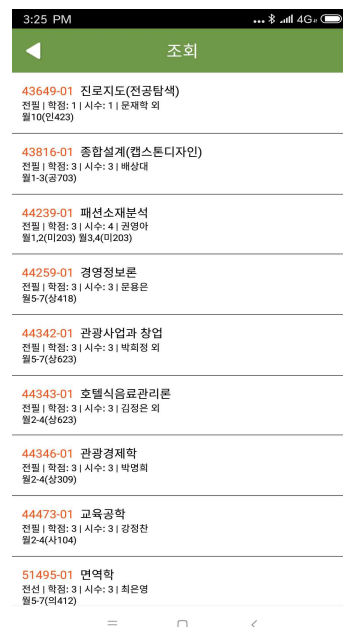 3:25 PM
... 4G
조회
43649-01 진로지도(전공탐색)
전필 | 학점: 1 | 시수: 1 | 문재학 외
월10(인423)
43816-01 종합설계(캡스톤디자인)
전필 | 학점: 3 | 시수: 3 | 배상대
월1-3(공703)
44239-01 패션소재분석
전필 | 학점: 3 | 시수: 4 | 권영아
월1,2(미203) 월3,4(미203)
44259-01 경영정보론
전필 | 학점: 3 | 시수: 3 | 문용은
월5-7(상418)
44342-01 관광사업과 창업
전필 | 학점: 3 | 시수: 3 | 박희정 외
월5-7(상623)
44343-01 호텔식음료관리론
전필 | 학점: 3 | 시수: 3 | 김정은 외
월2-4(상623)
44346-01 관광경제학
전필 | 학점: 3 | 시수: 3 | 박명희
월2-4(상309)
44473-01 교육공학
전필 | 학점: 3 | 시수: 3 | 강정찬
월2-4(사104)
51495-01 면역학
전선 | 학점: 3 | 시수: 3 | 최은영
월5-7(의412)